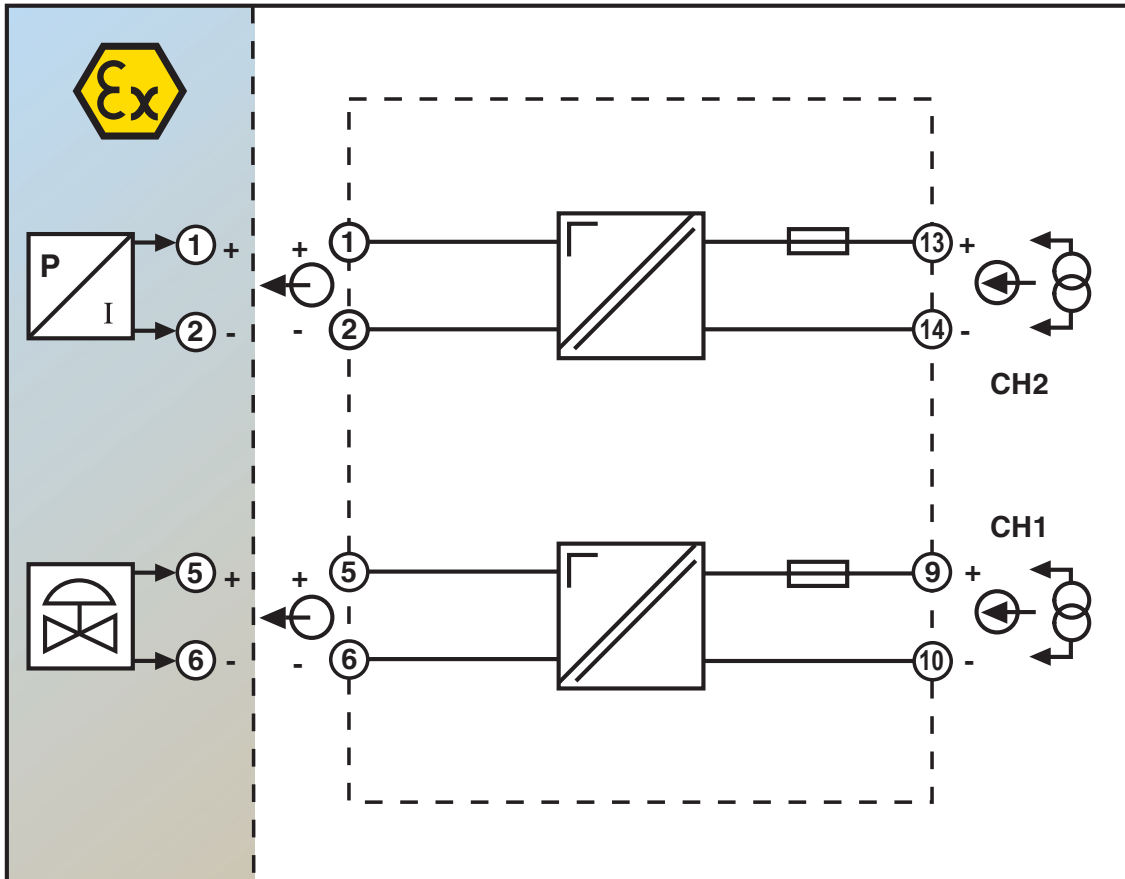 Ex
1 + + 1 13 +
P
I
2 - - 2 14 -
CH2
CH1
5 + + 5 9 +
6 - - 6 10 -